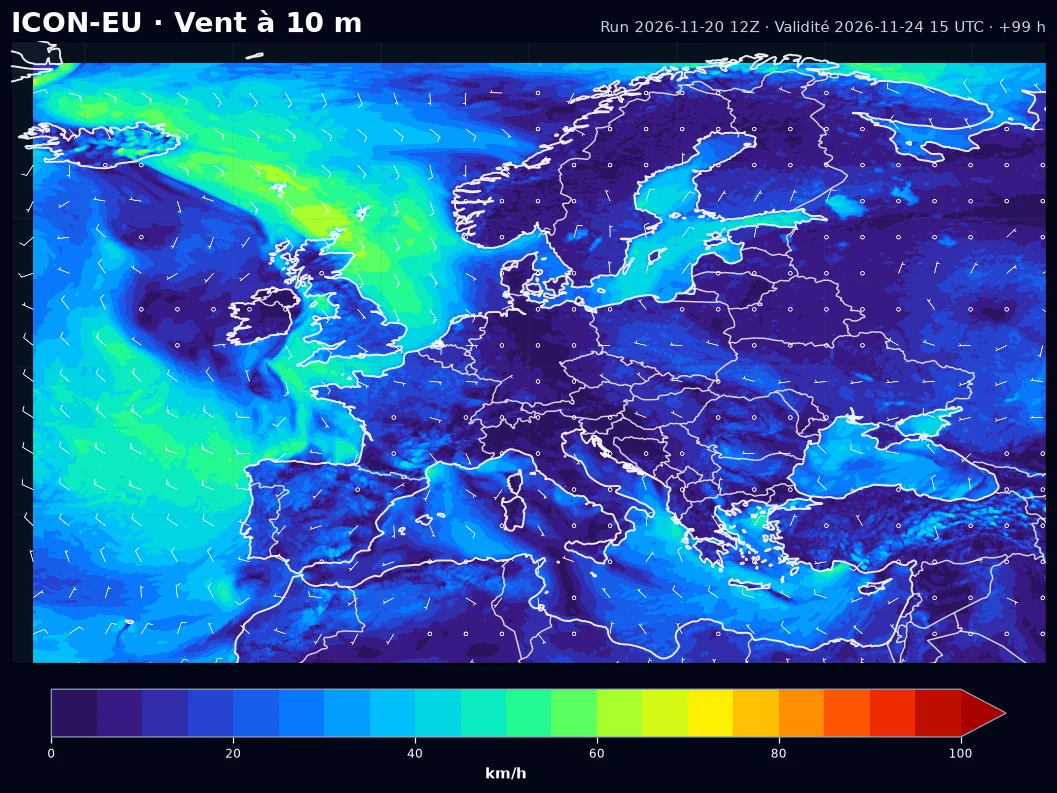 ICON-EU · Vent à 10 m
Run 2026-11-20 12Z · Validité 2026-11-24 15 UTC · +99 h
0 20 40 60 80 100
km/h